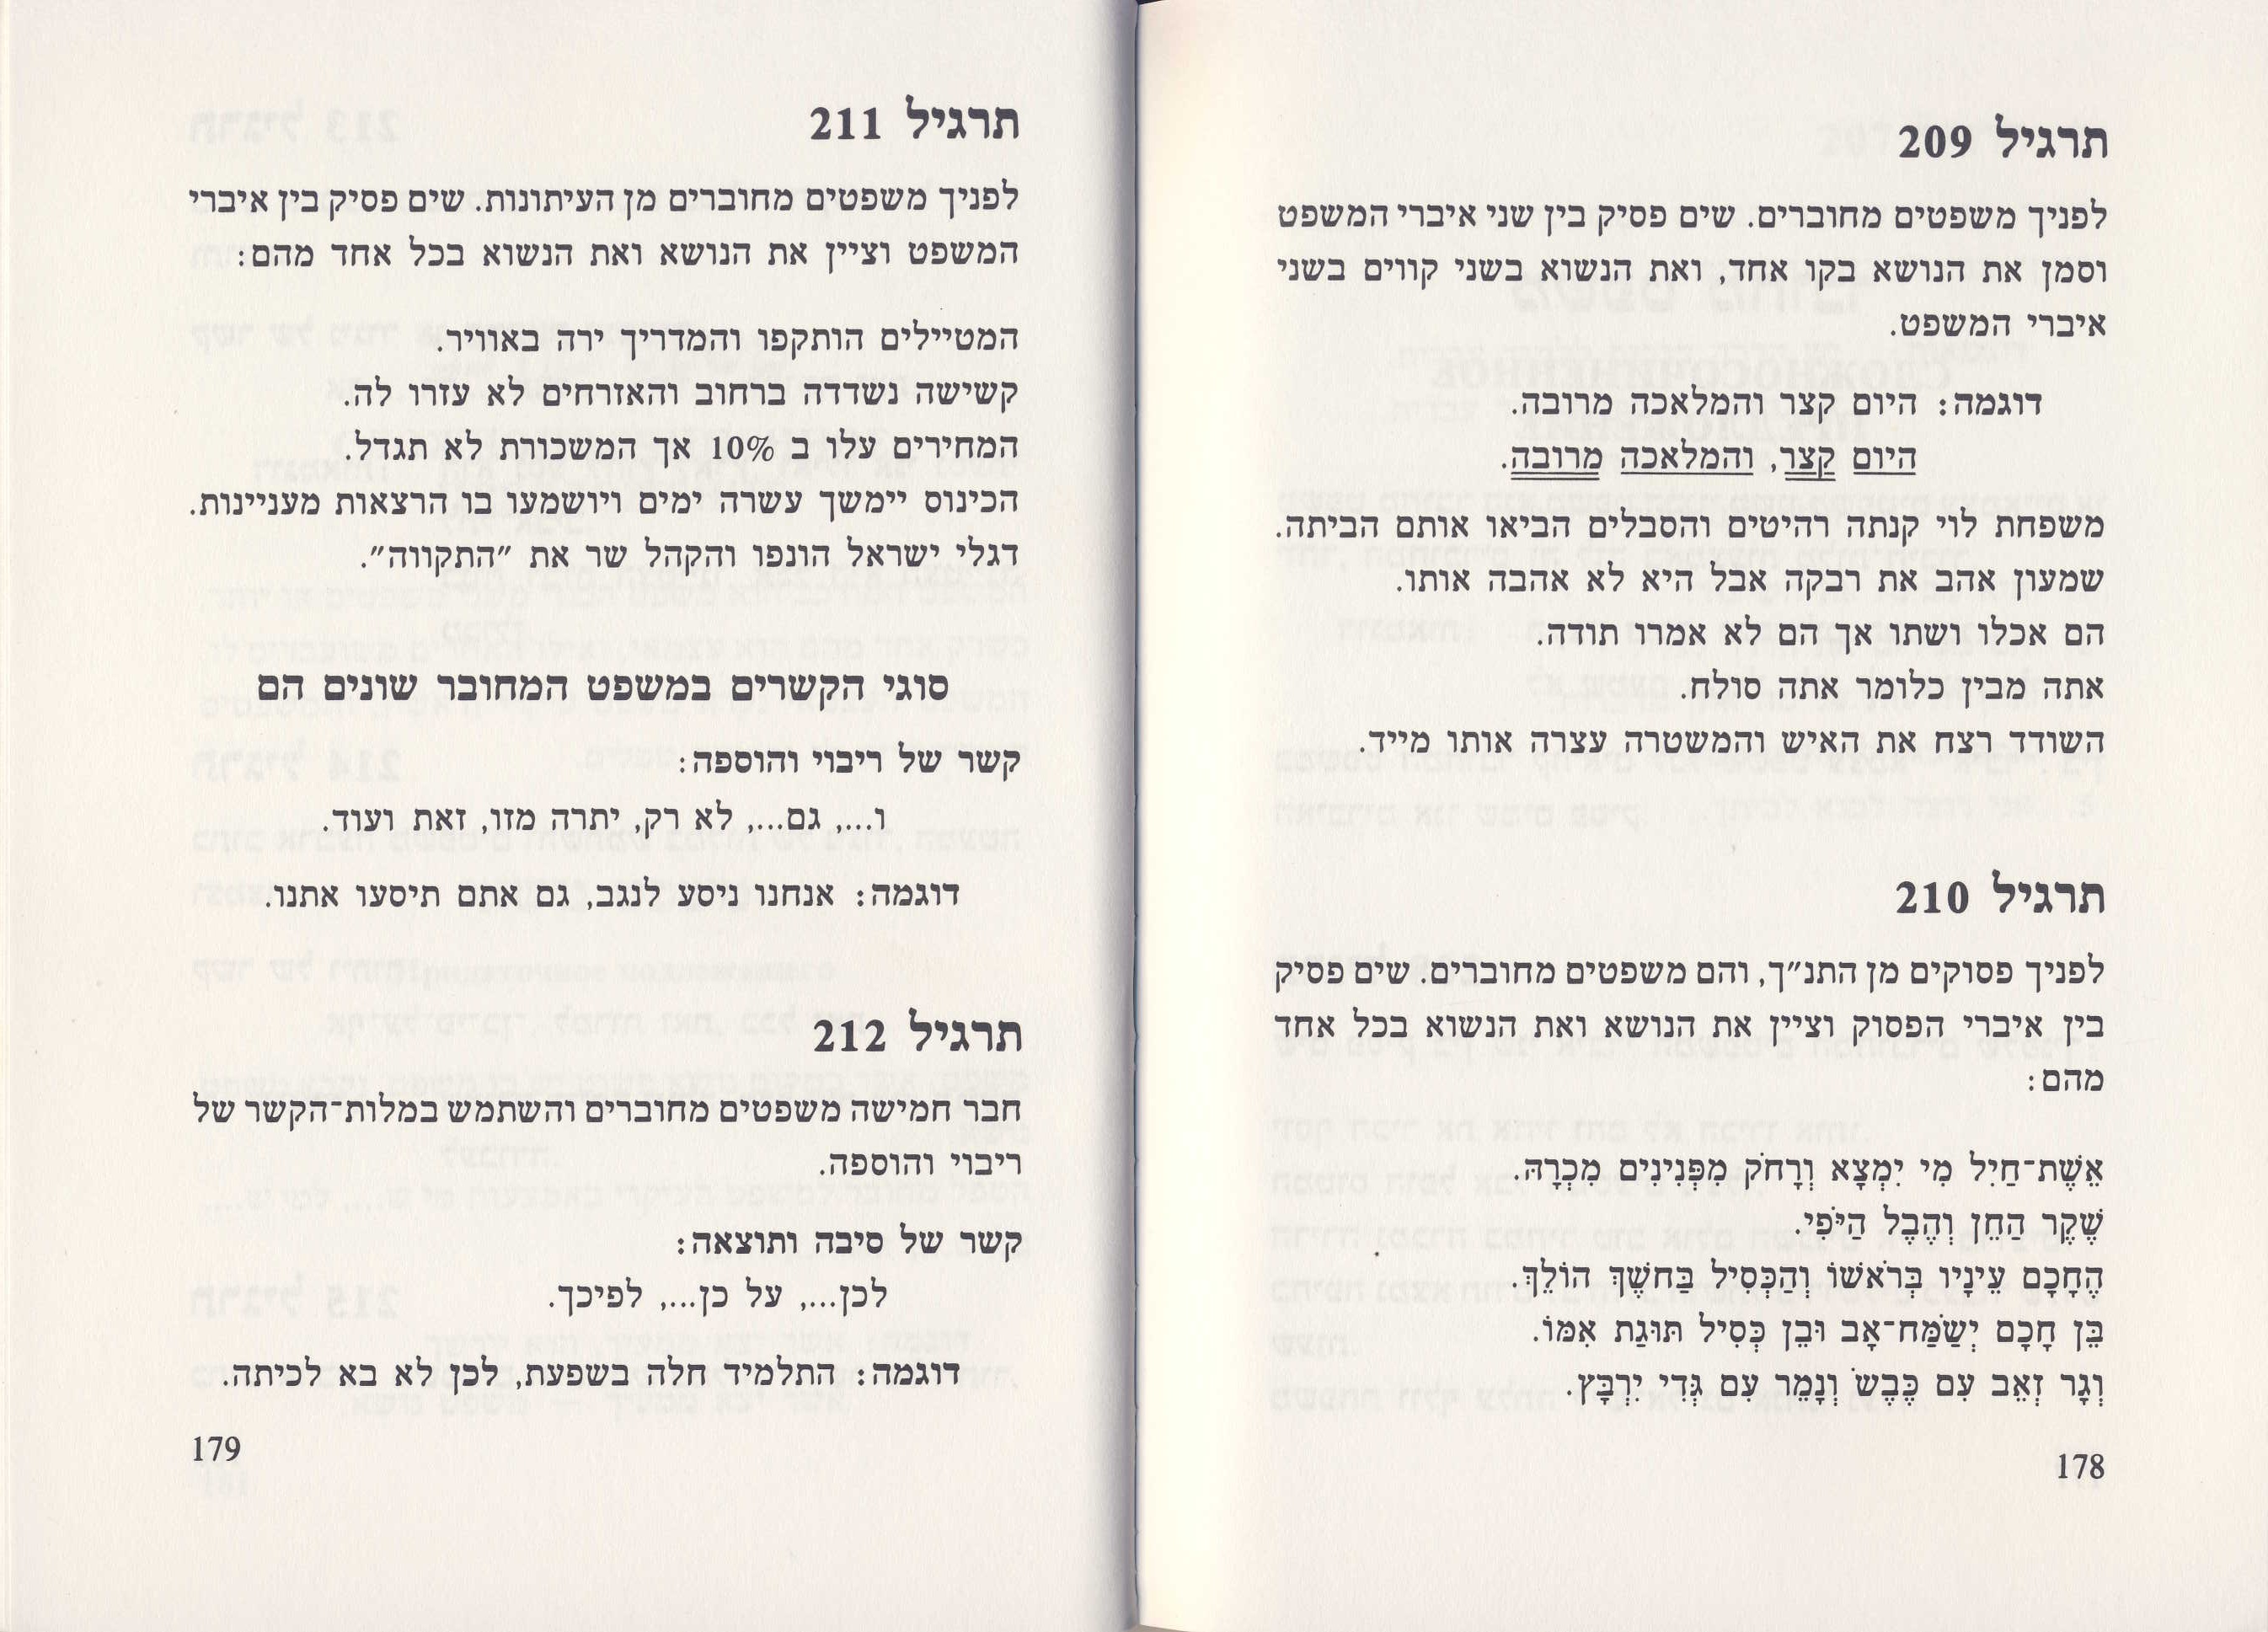 תרגיל 209
לפניך משפטים מחוברים. שים פסיק בין שני איברי המשפט
וסמן את הנושא בקו אחד, ואת הנשוא בשני קווים בשני
איברי המשפט.
דוגמה: היום קצר והמלאכה מרובה.
היום קצר, והמלאכה מרובה.
משפחת לוי קנתה רהיטים והסבלים הביאו אותם הביתה.
שמעון אהב את רבקה אבל היא לא אהבה אותו.
הם אכלו ושתו אך הם לא אמרו תודה.
אתה מבין כלומר אתה סולח.
השודד רצח את האיש והמשטרה עצרה אותו מייד.
תרגיל 210
לפניך פסוקים מן התנ״ך, והם משפטים מחוברים. שים פסיק
בין איברי הפסוק וציין את הנושא ואת הנשוא בכל אחד
מהם:
אֵשֶׁת־חַיִל מִי יִמְצָא וְרָחֹק מִפְּנִינִים מִכְרָהּ.
שֶׁקֶר הַחֵן וְהֶבֶל הַיֹּפִי.
הֶחָכָם עֵינָיו בְּרֹאשׁוֹ וְהַכְּסִיל בַּחֹשֶׁךְ הוֹלֵךְ.
בֵּן חָכָם יְשַׂמַּח־אָב וּבֵן כְּסִיל תּוּגַת אִמּוֹ.
וְגָר זְאֵב עִם כֶּבֶשׂ וְנָמֵר עִם גְּדִי יִרְבָּץ.
178
תרגיל 211
לפניך משפטים מחוברים מן העיתונות. שים פסיק בין איברי
המשפט וציין את הנושא ואת הנשוא בכל אחד מהם:
המטיילים הותקפו והמדריך ירה באוויר.
קשישה נשדדה ברחוב והאזרחים לא עזרו לה.
המחירים עלו ב 10% אך המשכורת לא תגדל.
הכינוס יימשך עשרה ימים ויושמעו בו הרצאות מעניינות.
דגלי ישראל הונפו והקהל שר את ״התקווה״.
סוגי הקשרים במשפט המחובר שונים הם
קשר של ריבוי והוספה:
ו..., גם..., לא רק, יתרה מזו, זאת ועוד.
דוגמה: אנחנו ניסע לנגב, גם אתם תיסעו אתנו.
תרגיל 212
חבר חמישה משפטים מחוברים והשתמש במלות־הקשר של
ריבוי והוספה.
קשר של סיבה ותוצאה:
לכן..., על כן..., לפיכך.
דוגמה: התלמיד חלה בשפעת, לכן לא בא לכיתה.
179